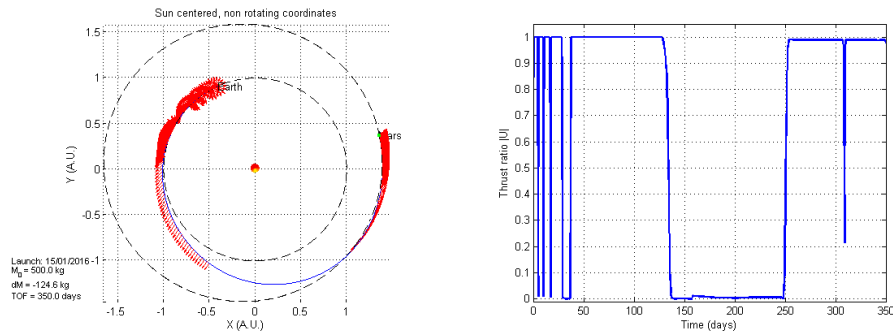 Sun centered, non rotating coordinates
1.5
1
0.5
0
-0.5
-1
Y (A.U.)
Earth
ars
Launch: 15/01/2016
M0 = 500.0 kg
dM = -124.6 kg
TOF = 350.0 days
-1.5 -1 -0.5 0 0.5 1
X (A.U.)
1
0.9
0.8
0.7
0.6
0.5
0.4
0.3
0.2
0.1
0
Thrust ratio |U|
0 50 100 150 200 250 300 350
Time (days)